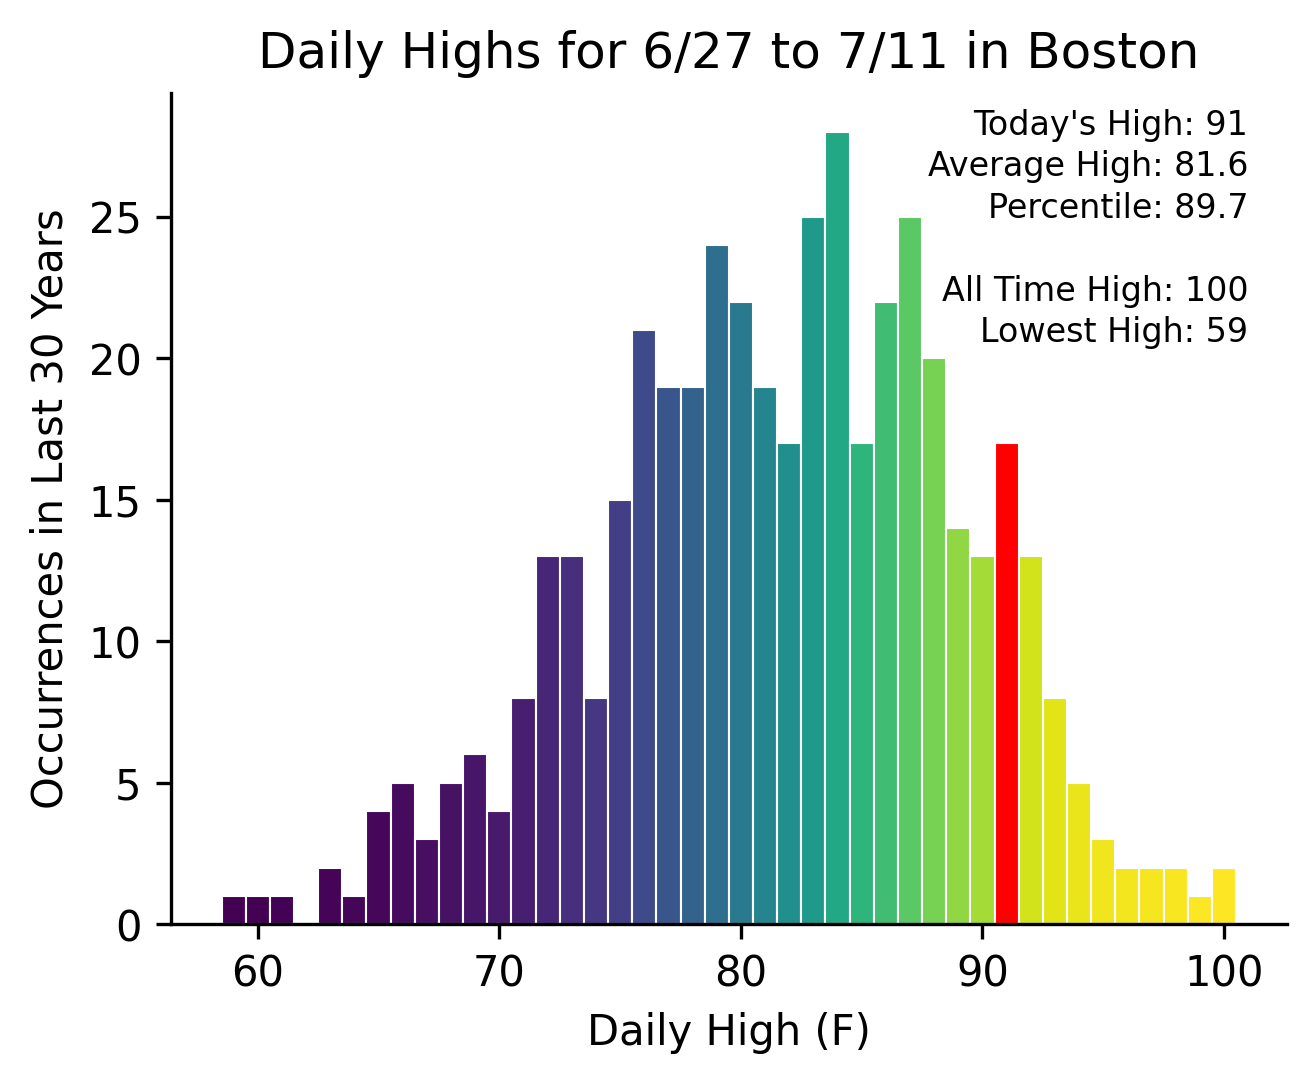 Daily Highs for 6/27 to 7/11 in Boston
Today's High: 91
Average High: 81.6
Percentile: 89.7
All Time High: 100
Lowest High: 59
Occurrences in Last 30 Years
25
20
15
10
5
0
60 70 80 90 100
Daily High (F)